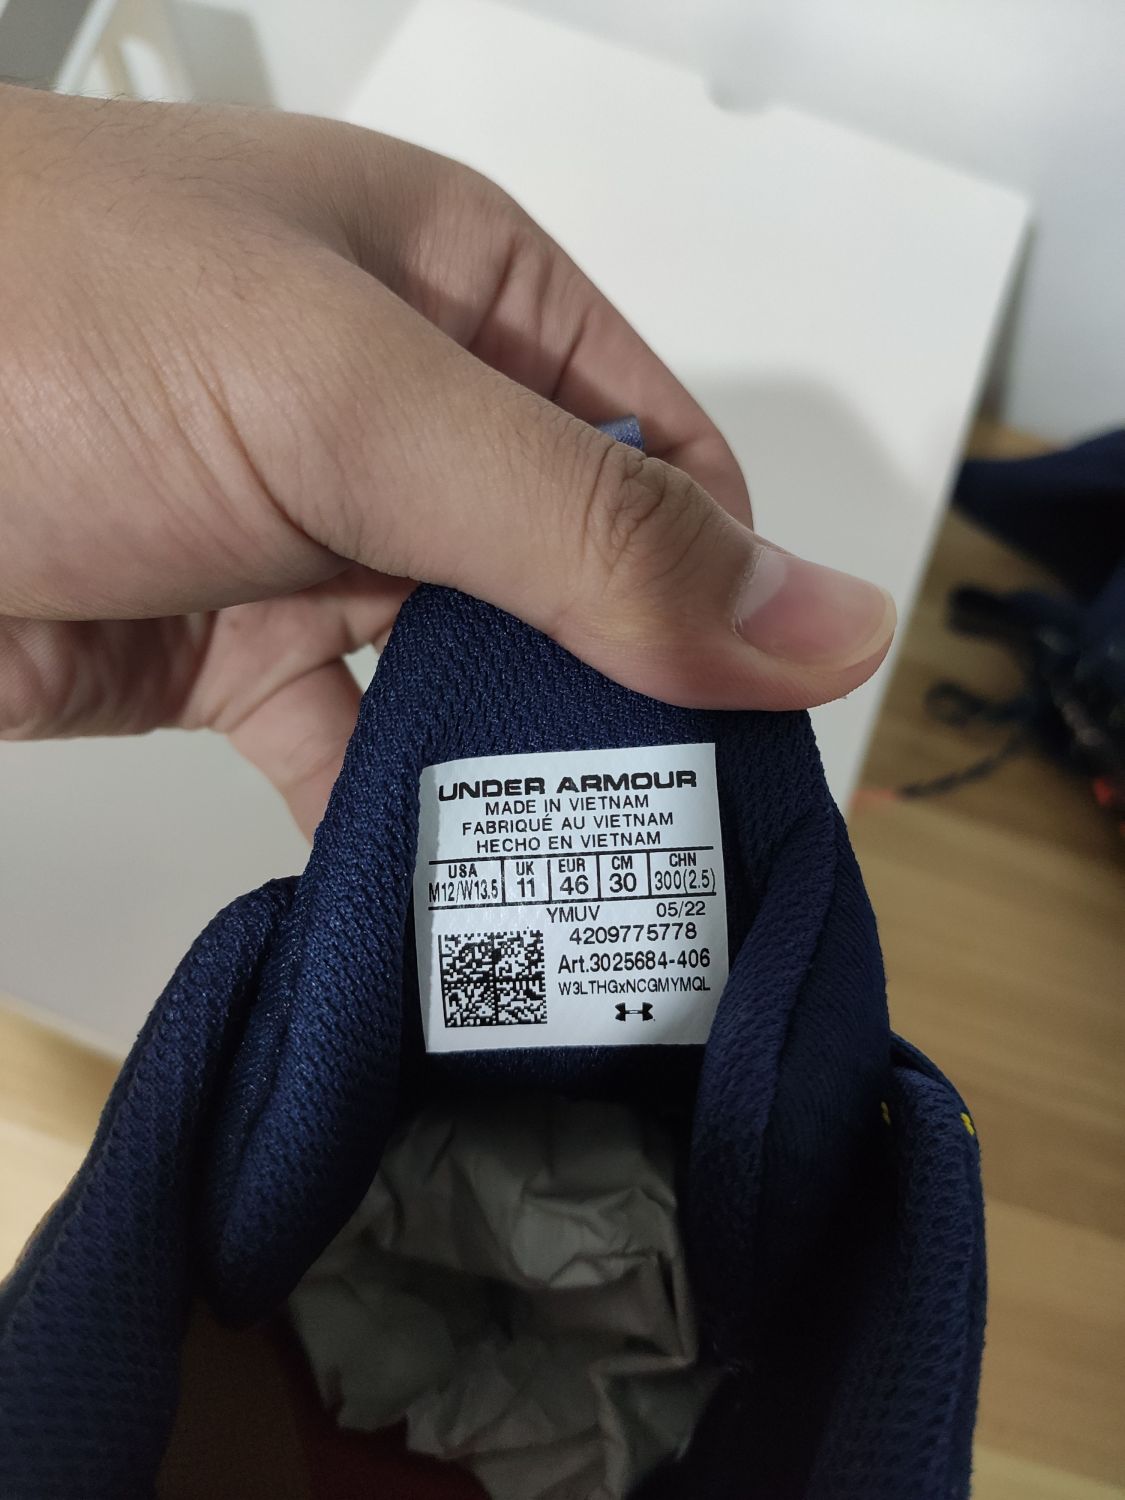 UNDER ARMOUR
MADE IN VIETNAM
FABRIQUÉ AU VIETNAM
HECHO EN VIETNAM
USA UK EUR CM CHN
M12/W13.5 11 46 30 300(2.5)
YMUV 05/22
4209775778
Art.3025684-406
W3LTHGxNCGMYMQL